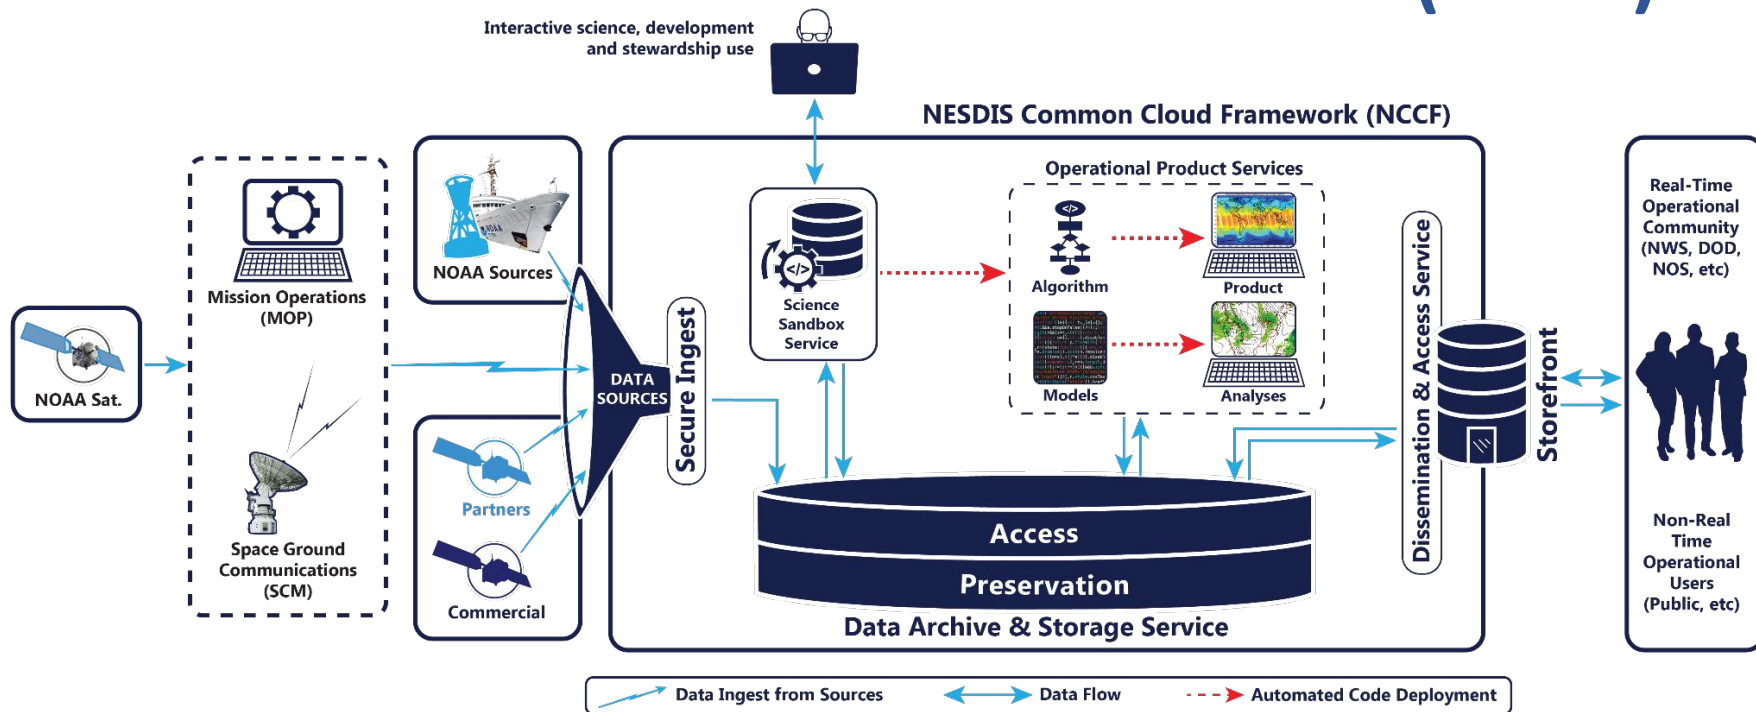 Interactive science, development
and stewardship use
NESDIS Common Cloud Framework (NCCF)
NOAA Sat.
Mission Operations
(MOP)
Space Ground
Communications
(SCM)
NOAA
NOAA Sources
Partners
Commercial
DATA
SOURCES
Secure Ingest
</>
Science
Sandbox
Service
Operational Product Services
</>
Algorithm
Product
Models
Analyses
Access
Preservation
Data Archive & Storage Service
Dissemination & Access Service
Storefront
Real-Time
Operational
Community
(NWS, DOD,
NOS, etc)
Non-Real
Time
Operational
Users
(Public, etc)
Data Ingest from Sources
Data Flow
Automated Code Deployment